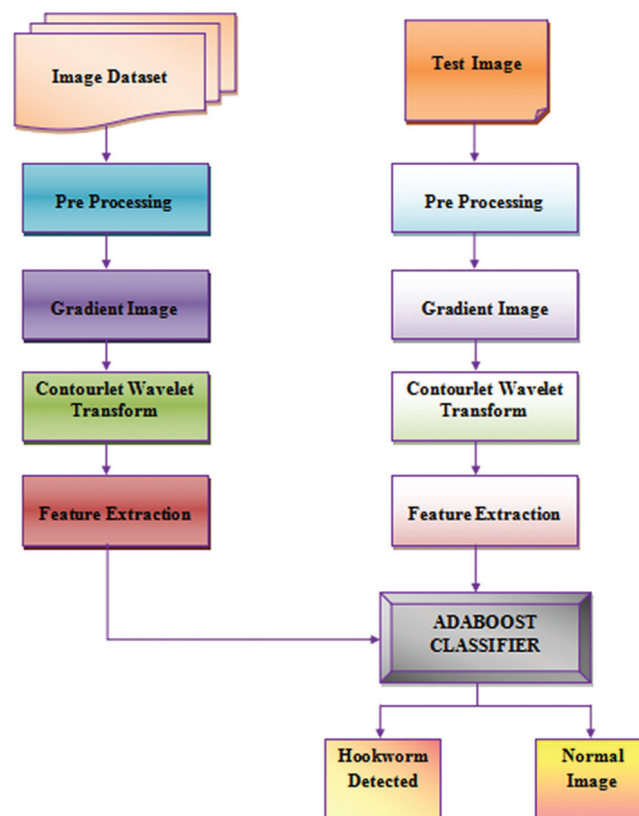 Image Dataset
Pre Processing
Gradient Image
Contourlet Wavelet
Transform
Feature Extraction
Test Image
Pre Processing
Gradient Image
Contourlet Wavelet
Transform
Feature Extraction
ADABOOST
CLASSIFIER
Hookworm
Detected
Normal
Image